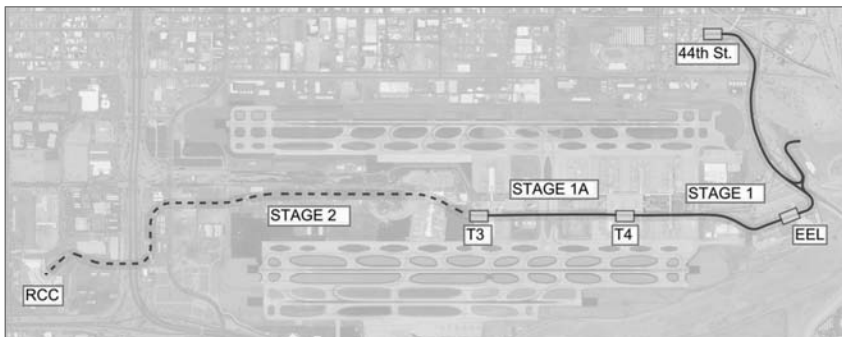 44th St.
STAGE 1A
STAGE 1
STAGE 2
T3
T4
EEL
RCC